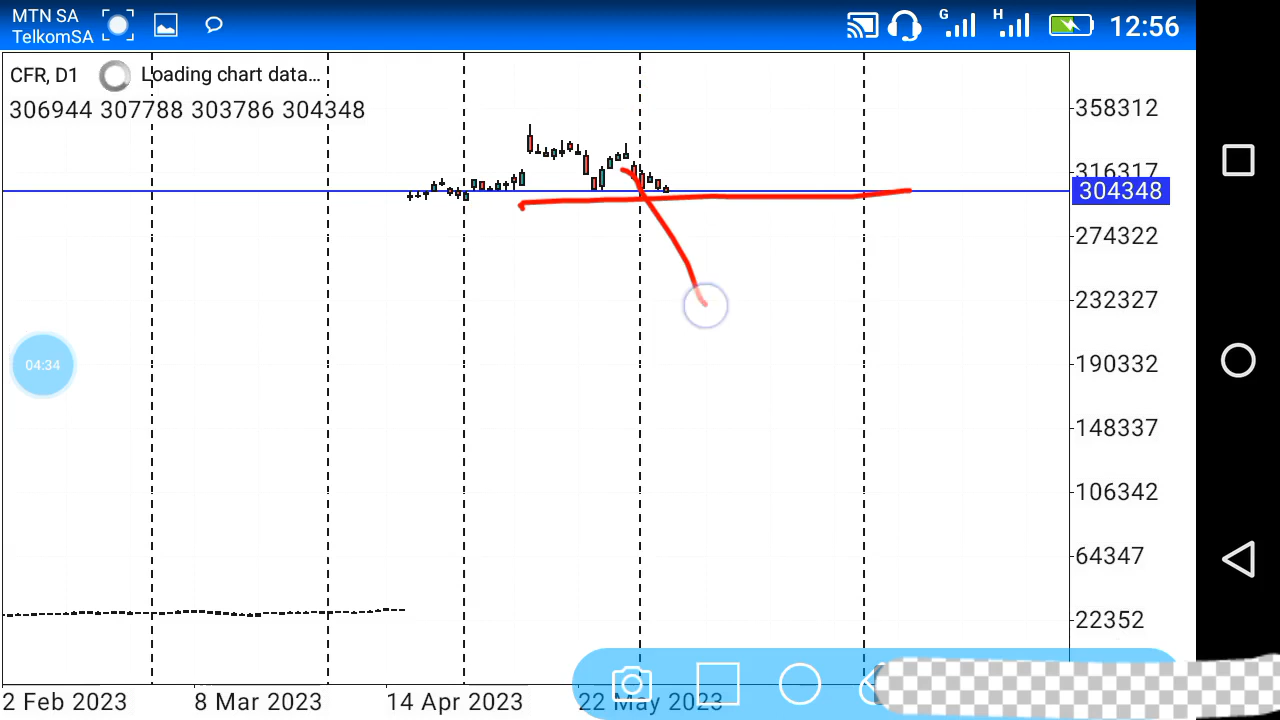 MTN SA
TelkomSA
G
H
12:56
CFR, D1 Loading chart data...
306944 307788 303786 304348
358312
316317
304348
274322
232327
190332
148337
106342
64347
22352
04:34
2 Feb 2023
8 Mar 2023
14 Apr 2023
22 May 2023